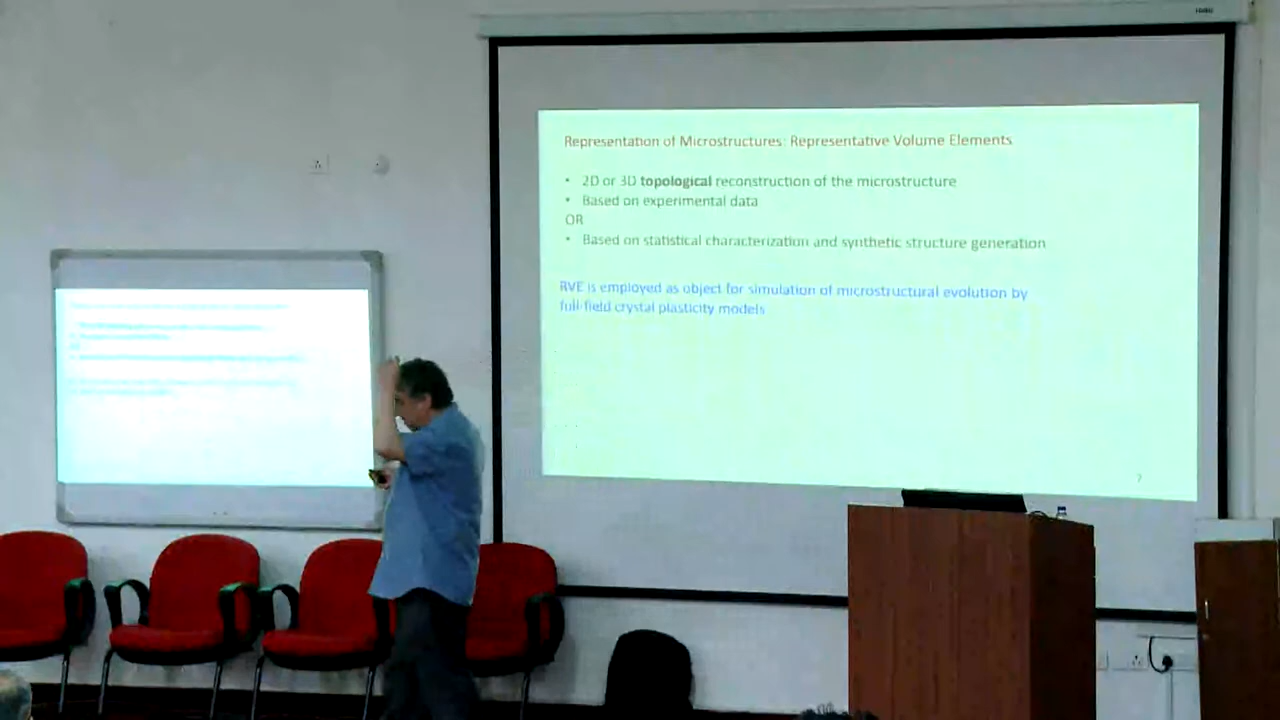 Representation of Microstructures: Representative Volume Elements
• 2D or 3D topological reconstruction of the microstructure
• Based on experimental data
OR
• Based on statistical characterization and synthetic structure generation
RVE is employed as object for simulation of microstructural evolution by
full-field crystal plasticity models
7